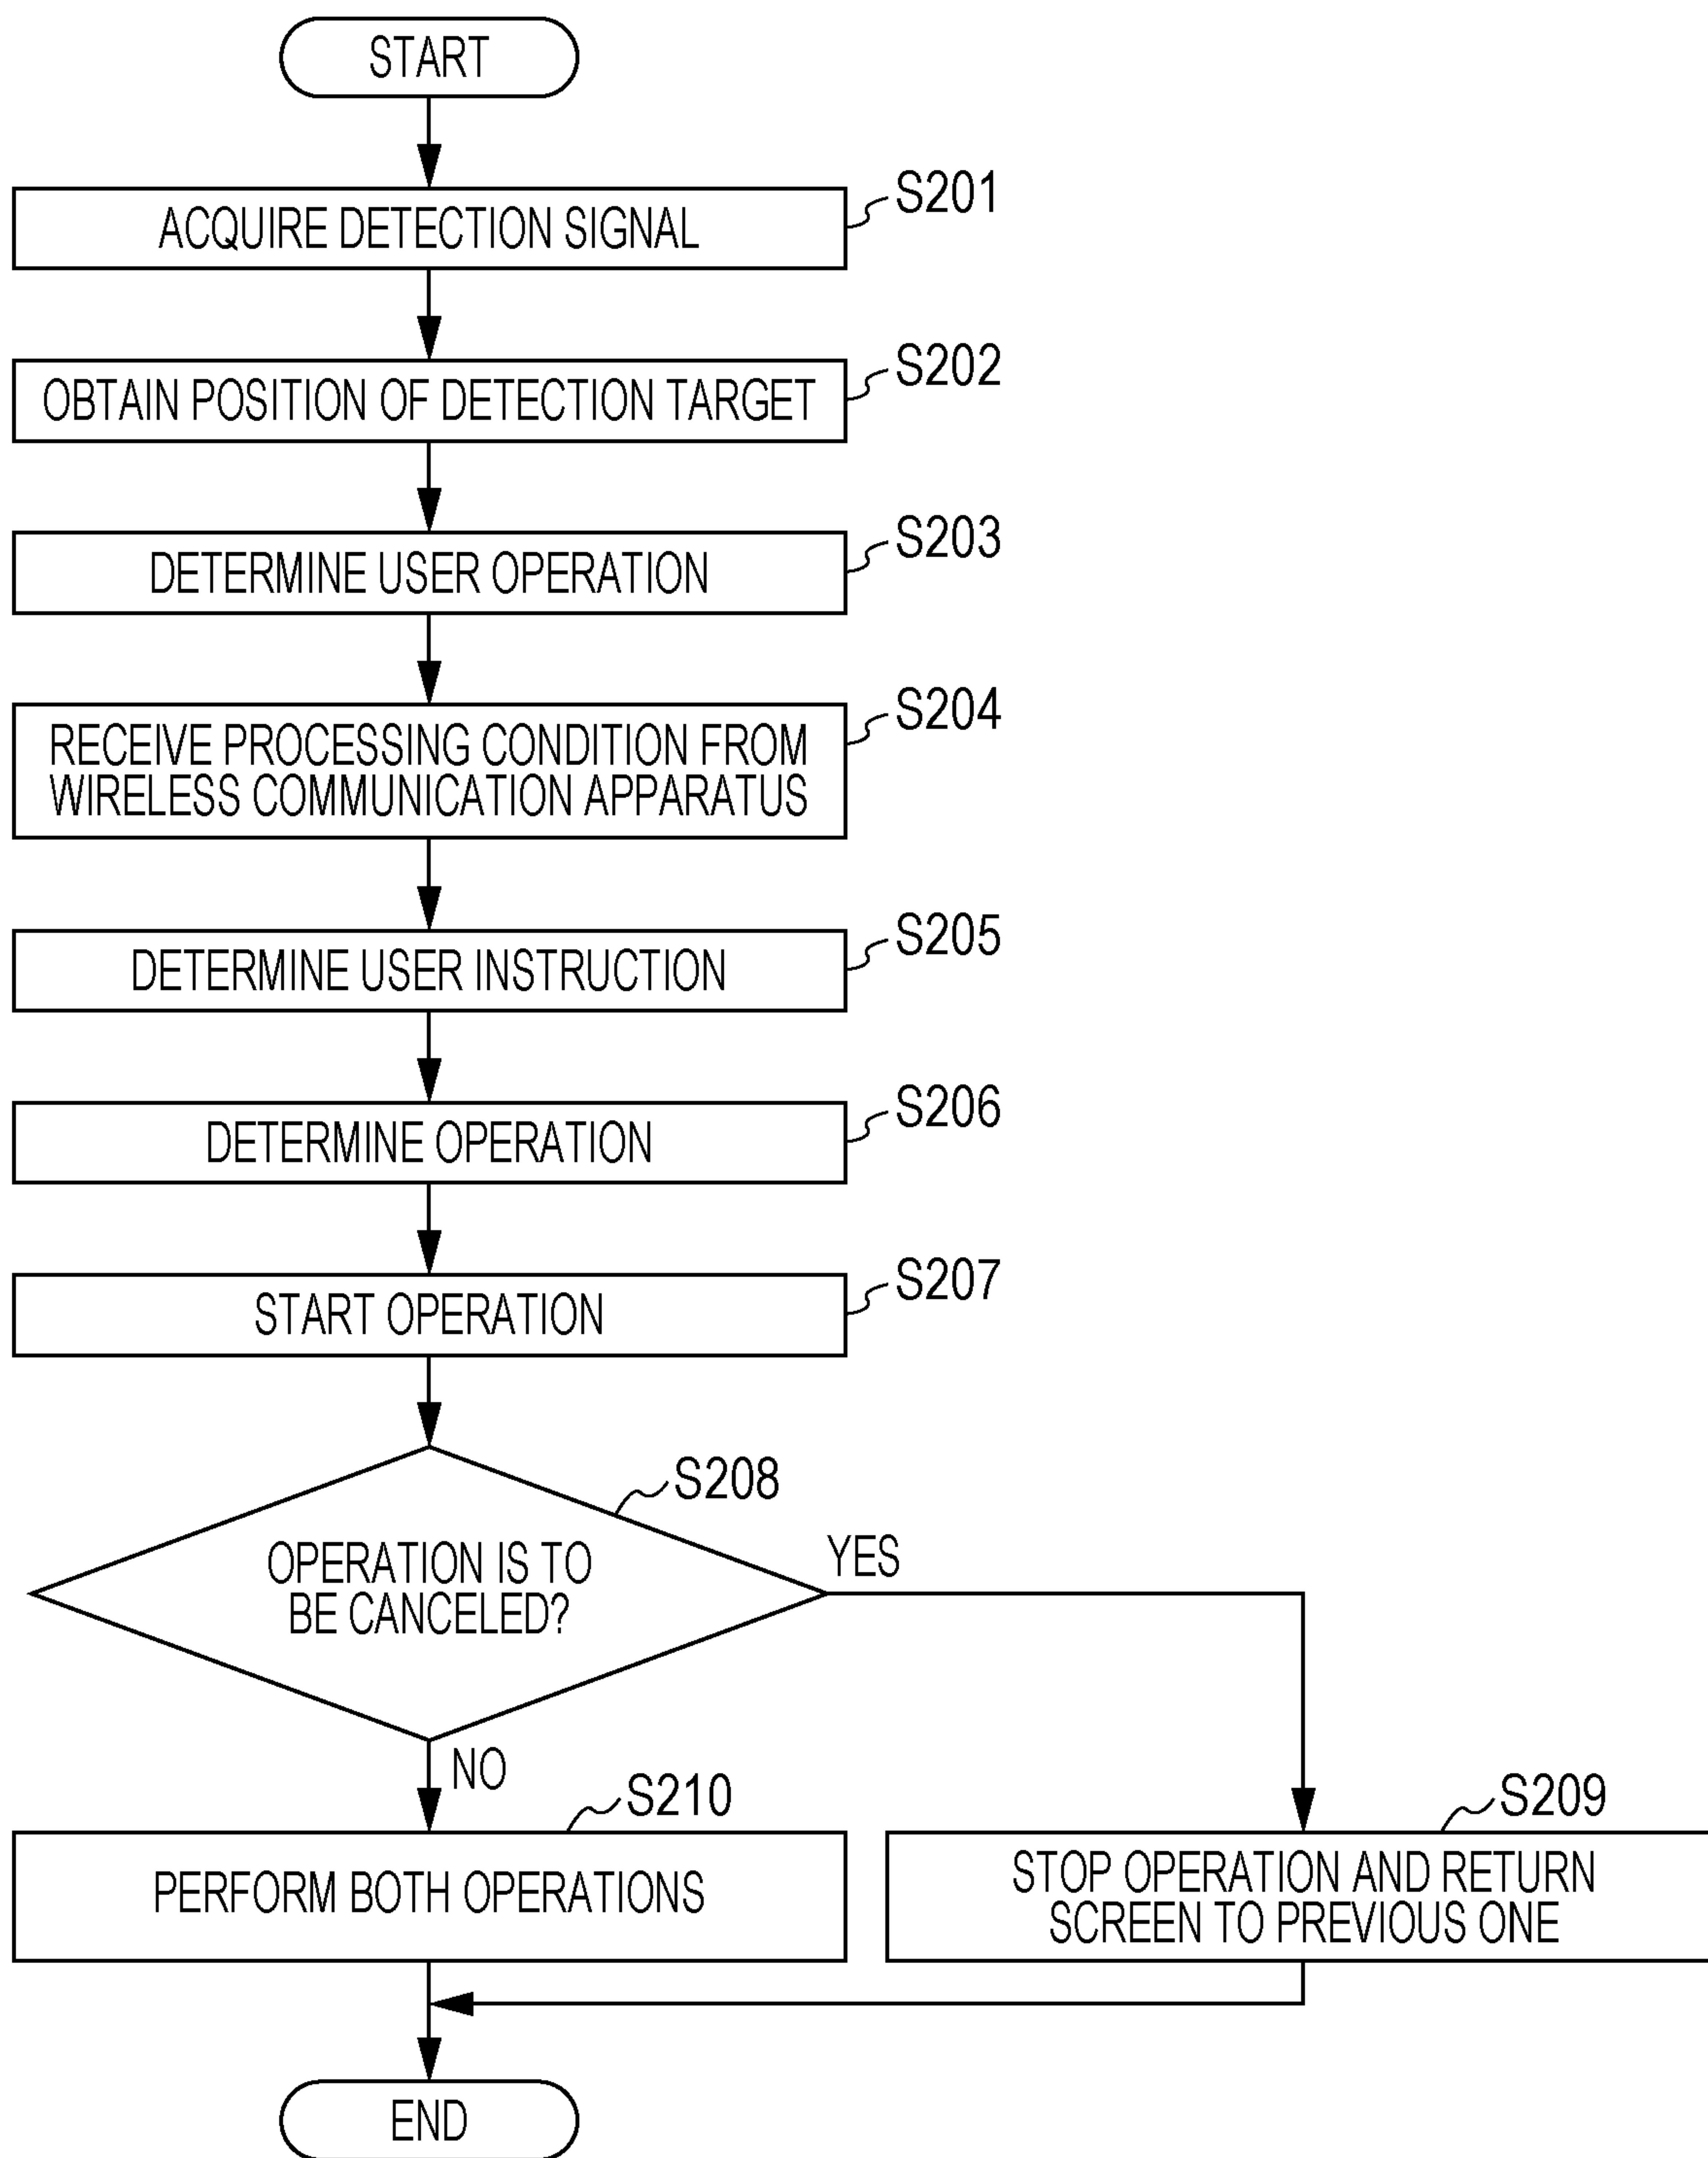 START
S201
ACQUIRE DETECTION SIGNAL
S202
OBTAIN POSITION OF DETECTION TARGET
S203
DETERMINE USER OPERATION
S204
RECEIVE PROCESSING CONDITION FROM
WIRELESS COMMUNICATION APPARATUS
S205
DETERMINE USER INSTRUCTION
S206
DETERMINE OPERATION
S207
START OPERATION
S208
OPERATION IS TO
BE CANCELED?
YES
NO
S210
PERFORM BOTH OPERATIONS
S209
STOP OPERATION AND RETURN
SCREEN TO PREVIOUS ONE
END